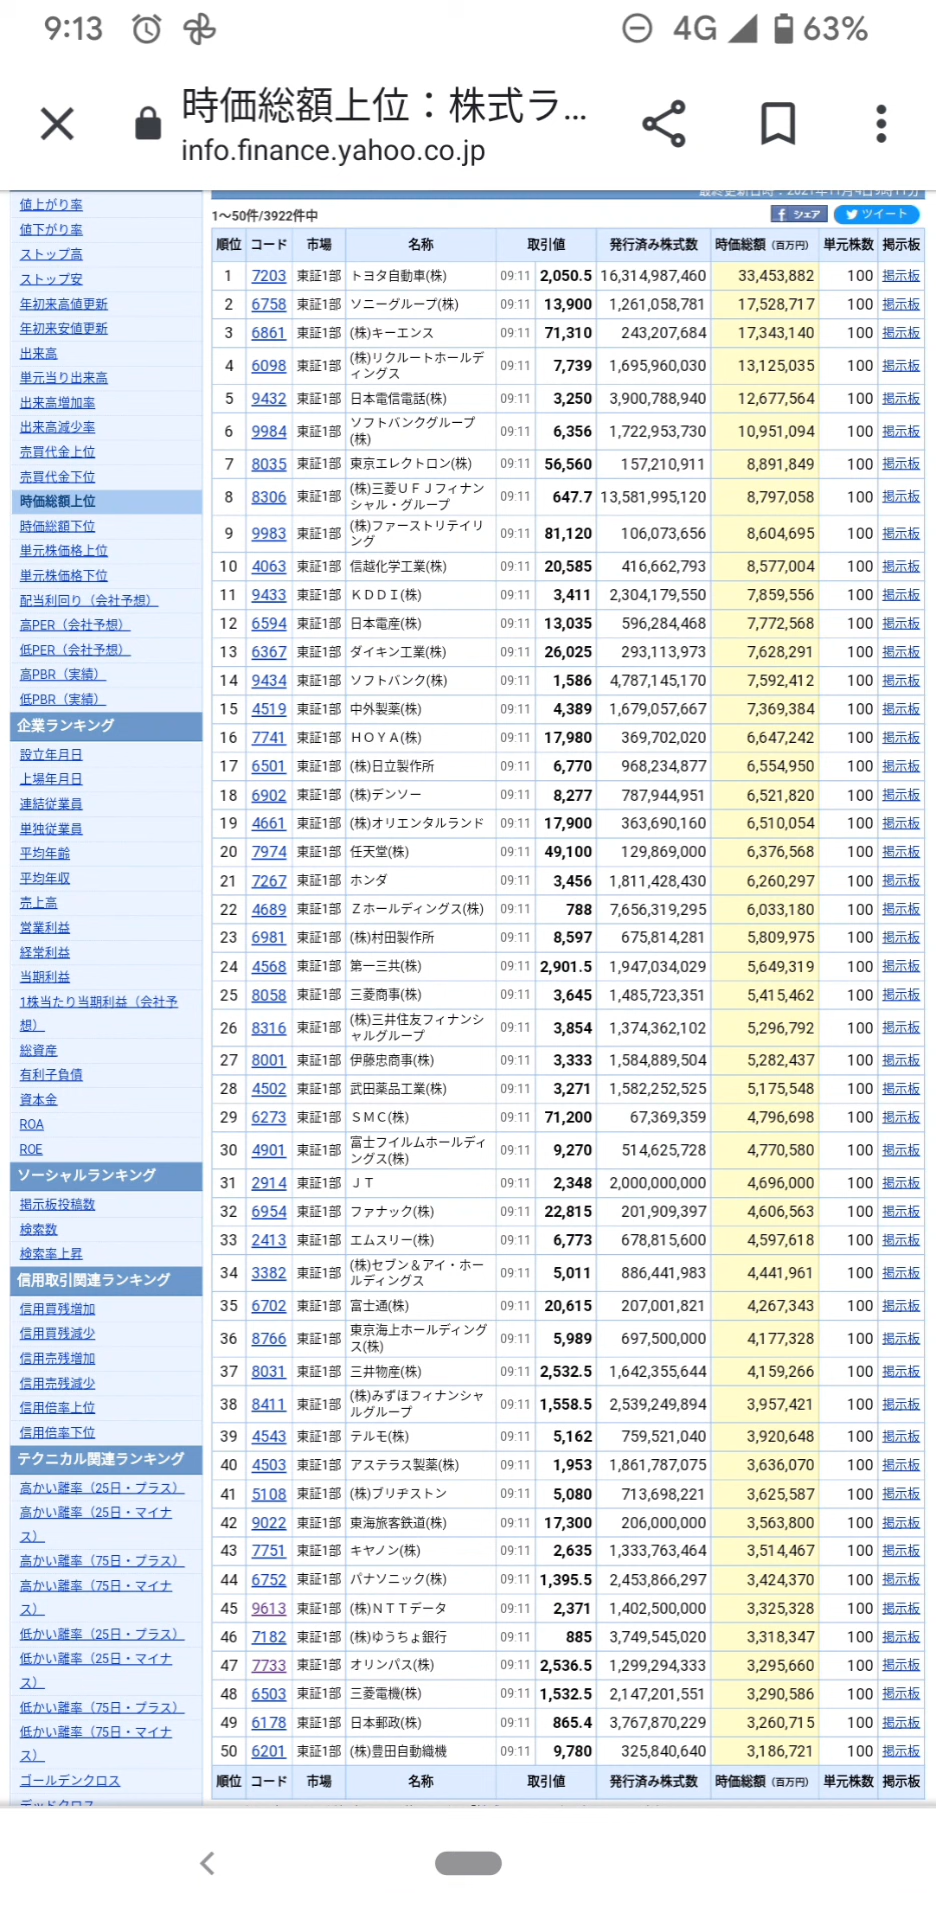 9:13 4G 63%
時価総額上位：株式ラ...
info.finance.yahoo.co.jp
値上がり率
値下がり率
ストップ高
ストップ安
年初来高値更新
年初来安値更新
出来高
単元当り出来高
出来高増加率
出来高減少率
売買代金上位
売買代金下位
時価総額上位
時価総額下位
単元株価格上位
単元株価格下位
配当利回り（会社予想）
高PER（会社予想）
低PER（会社予想）
高PBR（実績）
低PBR（実績）
企業ランキング
設立年月日
上場年月日
連結従業員
単独従業員
平均年齢
平均年収
売上高
営業利益
経常利益
当期利益
1株当たり当期利益（会社予
想）
総資産
有利子負債
資本金
ROA
ROE
ソーシャルランキング
掲示板投稿数
検索数
検索率上昇
信用取引関連ランキング
信用買残増加
信用買残減少
信用売残増加
信用売残減少
信用倍率上位
信用倍率下位
テクニカル関連ランキング
高かい離率（25日・プラス）
高かい離率（25日・マイナ
ス）
高かい離率（75日・プラス）
高かい離率（75日・マイナ
ス）
低かい離率（25日・プラス）
低かい離率（25日・マイナ
ス）
低かい離率（75日・プラス）
低かい離率（75日・マイナ
ス）
ゴールデンクロス
デッドクロス
最終更新日時：2021年11月4日9時11分
1〜50件/3922件中 シェア ツイート
順位 コード 市場 名称 取引値 発行済み株式数 時価総額（百万円） 単元株数 掲示板
1 7203 東証1部 トヨタ自動車(株) 09:11 2,050.5 16,314,987,460 33,453,882 100 掲示板
2 6758 東証1部 ソニーグループ(株) 09:11 13,900 1,261,058,781 17,528,717 100 掲示板
3 6861 東証1部 (株)キーエンス 09:11 71,310 243,207,684 17,343,140 100 掲示板
4 6098 東証1部 (株)リクルートホールデ
ィングス 09:11 7,739 1,695,960,030 13,125,035 100 掲示板
5 9432 東証1部 日本電信電話(株) 09:11 3,250 3,900,788,940 12,677,564 100 掲示板
6 9984 東証1部 ソフトバンクグループ
(株) 09:11 6,356 1,722,953,730 10,951,094 100 掲示板
7 8035 東証1部 東京エレクトロン(株) 09:11 56,560 157,210,911 8,891,849 100 掲示板
8 8306 東証1部 (株)三菱ＵＦＪフィナン
シャル・グループ 09:11 647.7 13,581,995,120 8,797,058 100 掲示板
9 9983 東証1部 (株)ファーストリテイリ
ング 09:11 81,120 106,073,656 8,604,695 100 掲示板
10 4063 東証1部 信越化学工業(株) 09:11 20,585 416,662,793 8,577,004 100 掲示板
11 9433 東証1部 ＫＤＤＩ(株) 09:11 3,411 2,304,179,550 7,859,556 100 掲示板
12 6594 東証1部 日本電産(株) 09:11 13,035 596,284,468 7,772,568 100 掲示板
13 6367 東証1部 ダイキン工業(株) 09:11 26,025 293,113,973 7,628,291 100 掲示板
14 9434 東証1部 ソフトバンク(株) 09:11 1,586 4,787,145,170 7,592,412 100 掲示板
15 4519 東証1部 中外製薬(株) 09:11 4,389 1,679,057,667 7,369,384 100 掲示板
16 7741 東証1部 ＨＯＹＡ(株) 09:11 17,980 369,702,020 6,647,242 100 掲示板
17 6501 東証1部 (株)日立製作所 09:11 6,770 968,234,877 6,554,950 100 掲示板
18 6902 東証1部 (株)デンソー 09:11 8,277 787,944,951 6,521,820 100 掲示板
19 4661 東証1部 (株)オリエンタルランド 09:11 17,900 363,690,160 6,510,054 100 掲示板
20 7974 東証1部 任天堂(株) 09:11 49,100 129,869,000 6,376,568 100 掲示板
21 7267 東証1部 ホンダ 09:11 3,456 1,811,428,430 6,260,297 100 掲示板
22 4689 東証1部 Ｚホールディングス(株) 09:11 788 7,656,319,295 6,033,180 100 掲示板
23 6981 東証1部 (株)村田製作所 09:11 8,597 675,814,281 5,809,975 100 掲示板
24 4568 東証1部 第一三共(株) 09:11 2,901.5 1,947,034,029 5,649,319 100 掲示板
25 8058 東証1部 三菱商事(株) 09:11 3,645 1,485,723,351 5,415,462 100 掲示板
26 8316 東証1部 (株)三井住友フィナンシ
ャルグループ 09:11 3,854 1,374,362,102 5,296,792 100 掲示板
27 8001 東証1部 伊藤忠商事(株) 09:11 3,333 1,584,889,504 5,282,437 100 掲示板
28 4502 東証1部 武田薬品工業(株) 09:11 3,271 1,582,252,525 5,175,548 100 掲示板
29 6273 東証1部 ＳＭＣ(株) 09:11 71,200 67,369,359 4,796,698 100 掲示板
30 4901 東証1部 富士フイルムホールディ
ングス(株) 09:11 9,270 514,625,728 4,770,580 100 掲示板
31 2914 東証1部 ＪＴ 09:11 2,348 2,000,000,000 4,696,000 100 掲示板
32 6954 東証1部 ファナック(株) 09:11 22,815 201,909,397 4,606,563 100 掲示板
33 2413 東証1部 エムスリー(株) 09:11 6,773 678,815,600 4,597,618 100 掲示板
34 3382 東証1部 (株)セブン＆アイ・ホー
ルディングス 09:11 5,011 886,441,983 4,441,961 100 掲示板
35 6702 東証1部 富士通(株) 09:11 20,615 207,001,821 4,267,343 100 掲示板
36 8766 東証1部 東京海上ホールディング
ス(株) 09:11 5,989 697,500,000 4,177,328 100 掲示板
37 8031 東証1部 三井物産(株) 09:11 2,532.5 1,642,355,644 4,159,266 100 掲示板
38 8411 東証1部 (株)みずほフィナンシャ
ルグループ 09:11 1,558.5 2,539,249,894 3,957,421 100 掲示板
39 4543 東証1部 テルモ(株) 09:11 5,162 759,521,040 3,920,648 100 掲示板
40 4503 東証1部 アステラス製薬(株) 09:11 1,953 1,861,787,075 3,636,070 100 掲示板
41 5108 東証1部 (株)ブリヂストン 09:11 5,080 713,698,221 3,625,587 100 掲示板
42 9022 東証1部 東海旅客鉄道(株) 09:11 17,300 206,000,000 3,563,800 100 掲示板
43 7751 東証1部 キヤノン(株) 09:11 2,635 1,333,763,464 3,514,467 100 掲示板
44 6752 東証1部 パナソニック(株) 09:11 1,395.5 2,453,866,297 3,424,370 100 掲示板
45 9613 東証1部 (株)ＮＴＴデータ 09:11 2,371 1,402,500,000 3,325,328 100 掲示板
46 7182 東証1部 (株)ゆうちょ銀行 09:11 885 3,749,545,020 3,318,347 100 掲示板
47 7733 東証1部 オリンパス(株) 09:11 2,536.5 1,299,294,333 3,295,660 100 掲示板
48 6503 東証1部 三菱電機(株) 09:11 1,532.5 2,147,201,551 3,290,586 100 掲示板
49 6178 東証1部 日本郵政(株) 09:11 865.4 3,767,870,229 3,260,715 100 掲示板
50 6201 東証1部 (株)豊田自動織機 09:11 9,780 325,840,640 3,186,721 100 掲示板
順位 コード 市場 名称 取引値 発行済み株式数 時価総額（百万円） 単元株数 掲示板